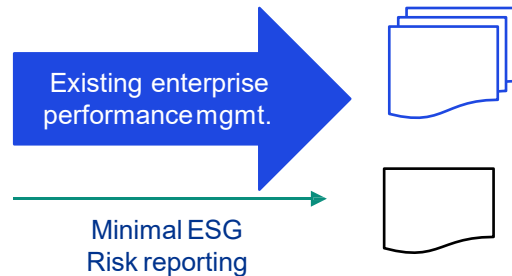 Existing enterprise
performance mgmt.
Minimal ESG
Risk reporting